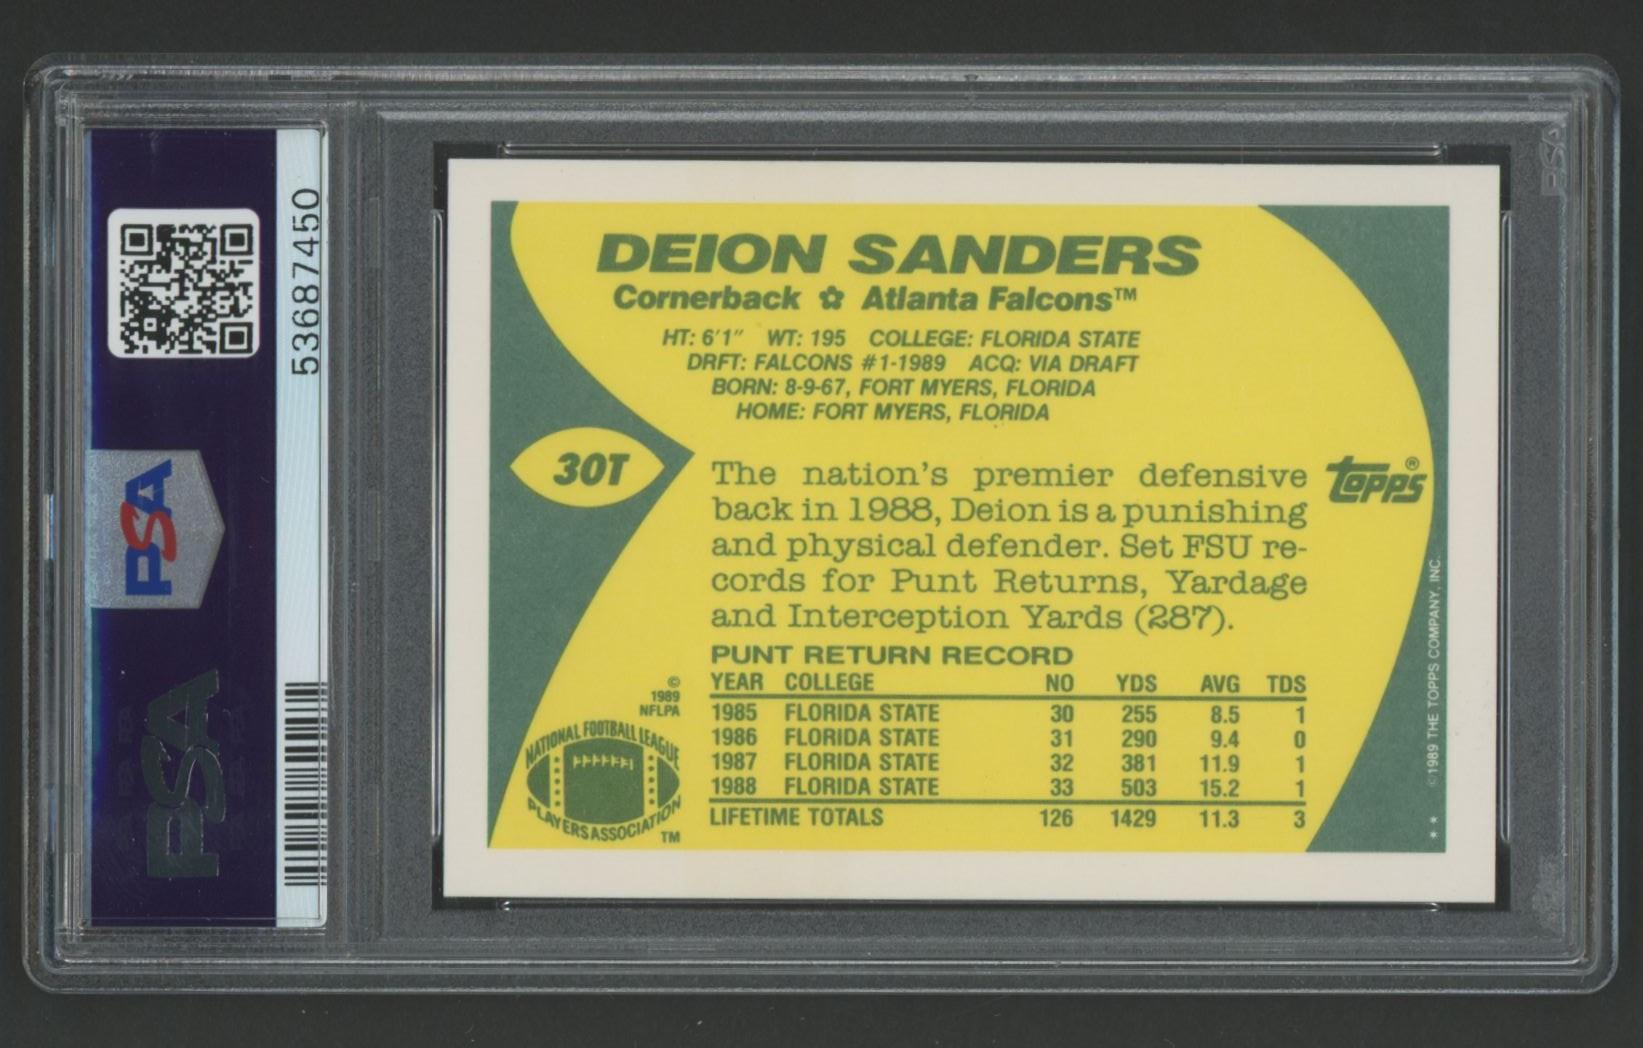 53687450
PSA
PSA
PSA
DEION SANDERS
Cornerback ✿ Atlanta Falcons™
HT: 6'1" WT: 195 COLLEGE: FLORIDA STATE
DRFT: FALCONS #1-1989 ACQ: VIA DRAFT
BORN: 8-9-67, FORT MYERS, FLORIDA
HOME: FORT MYERS, FLORIDA
30T
topps®
The nation's premier defensive
back in 1988, Deion is a punishing
and physical defender. Set FSU re-
cords for Punt Returns, Yardage
and Interception Yards (287).
PUNT RETURN RECORD
YEAR COLLEGE NO YDS AVG TDS
1985 FLORIDA STATE 30 255 8.5 1
1986 FLORIDA STATE 31 290 9.4 0
1987 FLORIDA STATE 32 381 11.9 1
1988 FLORIDA STATE 33 503 15.2 1
LIFETIME TOTALS 126 1429 11.3 3
©
1989
NFLPA
NATIONAL FOOTBALL LEAGUE
PLAYERS ASSOCIATION
TM
©1989 THE TOPPS COMPANY, INC.
* *